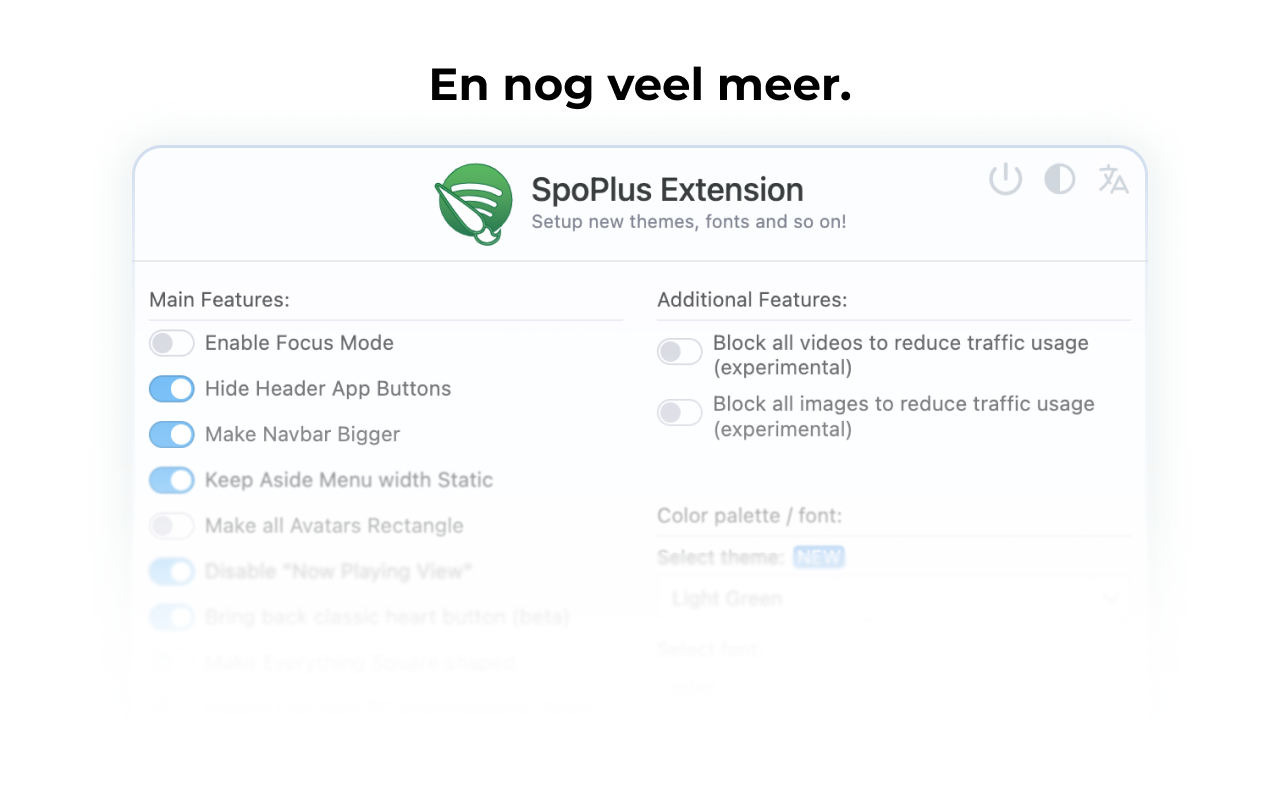 En nog veel meer.
SpoPlus Extension
Setup new themes, fonts and so on!
Main Features:
Enable Focus Mode
Hide Header App Buttons
Make Navbar Bigger
Keep Aside Menu width Static
Make all Avatars Rectangle
Disable "Now Playing View"
Bring back classic heart button (beta)
Make Everything Square shaped
Additional Features:
Block all videos to reduce traffic usage
(experimental)
Block all images to reduce traffic usage
(experimental)
Color palette / font:
Select theme: NEW
Light Green
Select font